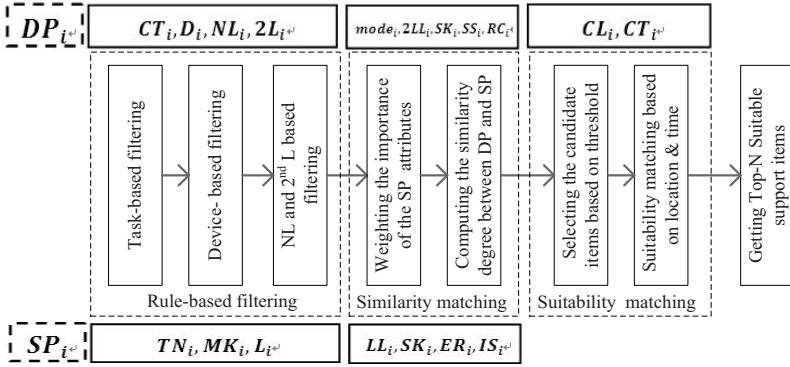 DPᵢ
CTᵢ, Dᵢ, NLᵢ, 2Lᵢ
modeᵢ, 2LLᵢ, SKᵢ, SSᵢ, RCᵢ
CLᵢ, CTᵢ
Task-based filtering
Device- based filtering
NL and 2ⁿᵈ L based
filtering
Weighting the importance
of the SP attributes
Computing the similarity
degree between DP and SP
Selecting the candidate
items based on threshold
Suitability matching based
on location & time
Getting Top-N Suitable
support items
Rule-based filtering
Similarity matching
Suitability matching
SPᵢ
TNᵢ, MKᵢ, Lᵢ
LLᵢ, SKᵢ, ERᵢ, ISᵢ